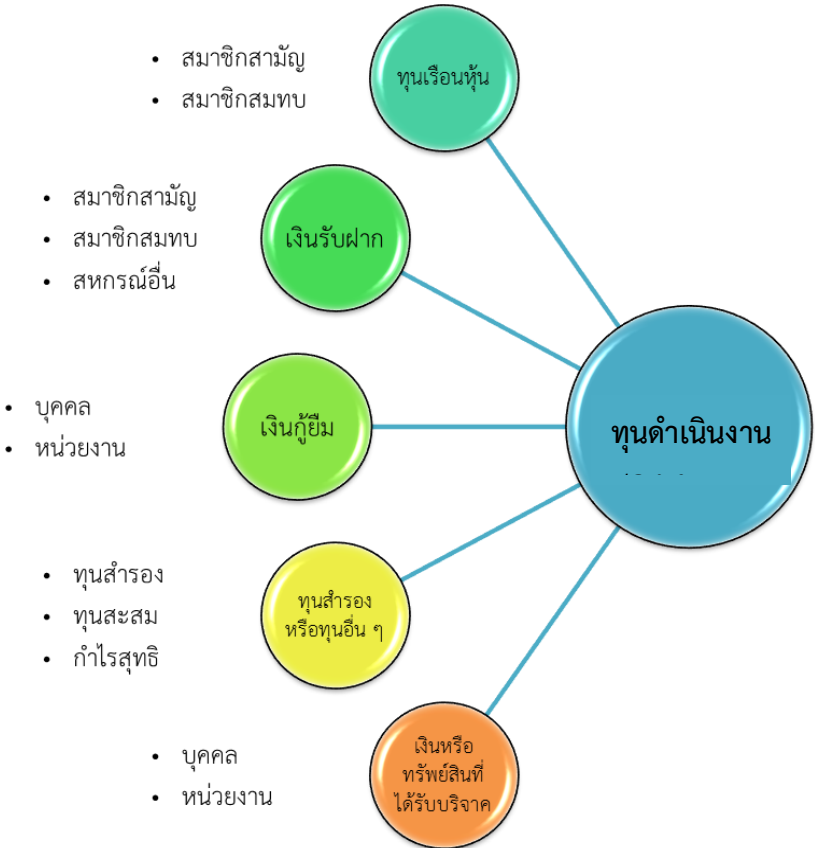 • สมาชิกสามัญ
• สมาชิกสมทบ
ทุนเรือนหุ้น
• สมาชิกสามัญ
• สมาชิกสมทบ
• สหกรณ์อื่น
เงินรับฝาก
• บุคคล
• หน่วยงาน
เงินกู้ยืม
ทุนดำเนินงาน
• ทุนสำรอง
• ทุนสะสม
• กำไรสุทธิ
ทุนสำรอง
หรือทุนอื่น ๆ
• บุคคล
• หน่วยงาน
เงินหรือ
ทรัพย์สินที่
ได้รับบริจาค